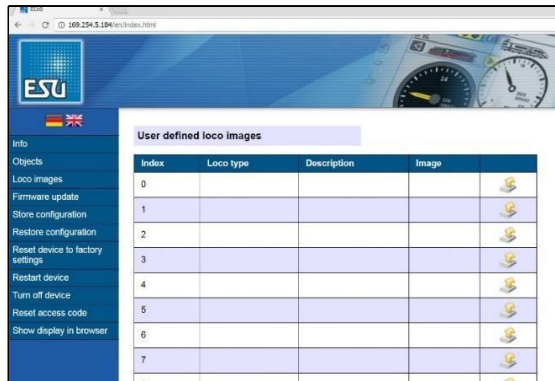 ECoS
169.254.5.184/en/index.html
ESU
User defined loco images
Info
Objects
Loco images
Firmware update
Store configuration
Restore configuration
Reset device to factory
settings
Restart device
Turn off device
Reset access code
Show display in browser
Index Loco type Description Image
0
1
2
3
4
5
6
7